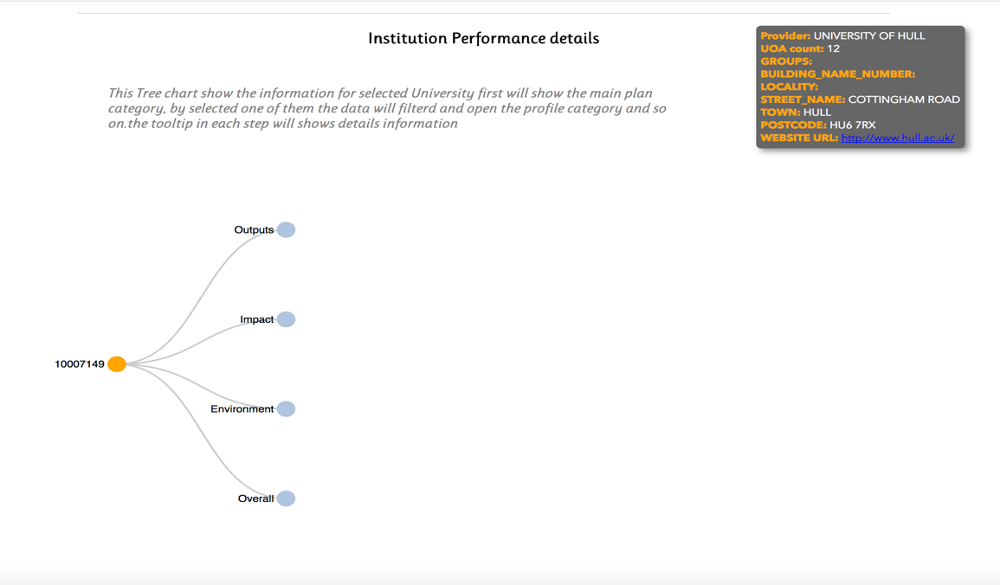 Institution Performance details
This Tree chart show the information for selected University first will show the main plan
category, by selected one of them the data will filterd and open the profile category and so
on.the tooltip in each step will shows details information
Provider: UNIVERSITY OF HULL
UOA count: 12
GROUPS:
BUILDING_NAME_NUMBER:
LOCALITY:
STREET_NAME: COTTINGHAM ROAD
TOWN: HULL
POSTCODE: HU6 7RX
WEBSITE URL: http://www.hull.ac.uk/
Outputs
Impact
10007149
Environment
Overall